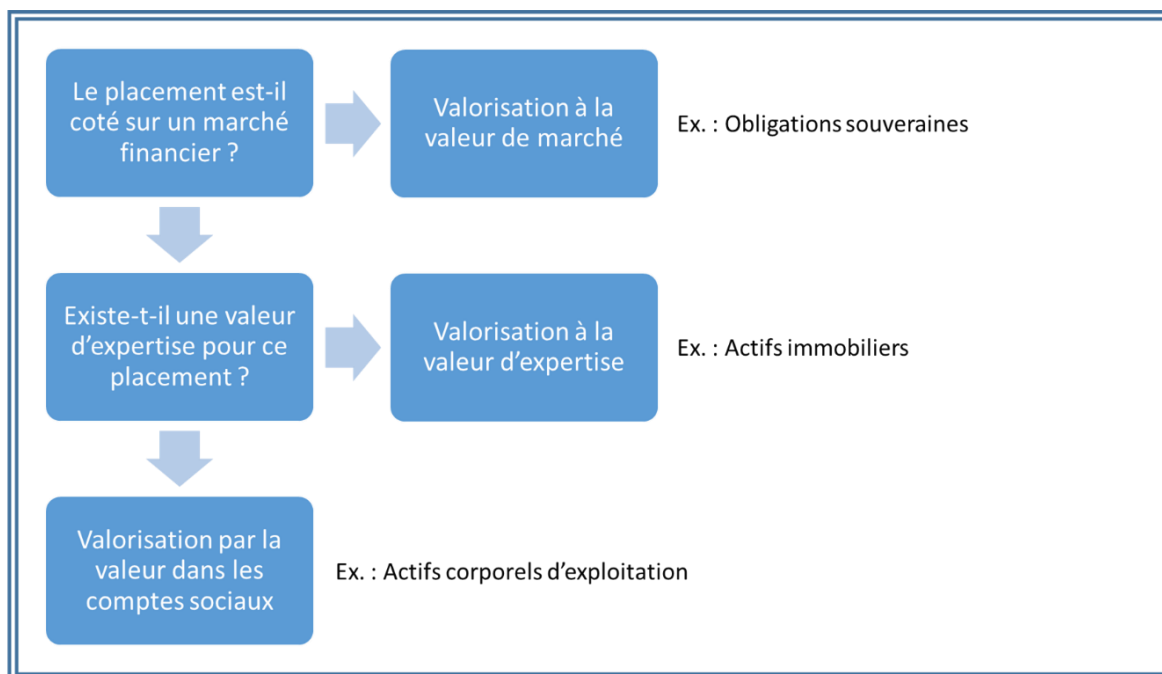 Le placement est-il
coté sur un marché
financier ?
Valorisation à la
valeur de marché
Ex. : Obligations souveraines
Existe-t-il une valeur
d’expertise pour ce
placement ?
Valorisation à la
valeur d’expertise
Ex. : Actifs immobiliers
Valorisation par la
valeur dans les
comptes sociaux
Ex. : Actifs corporels d’exploitation